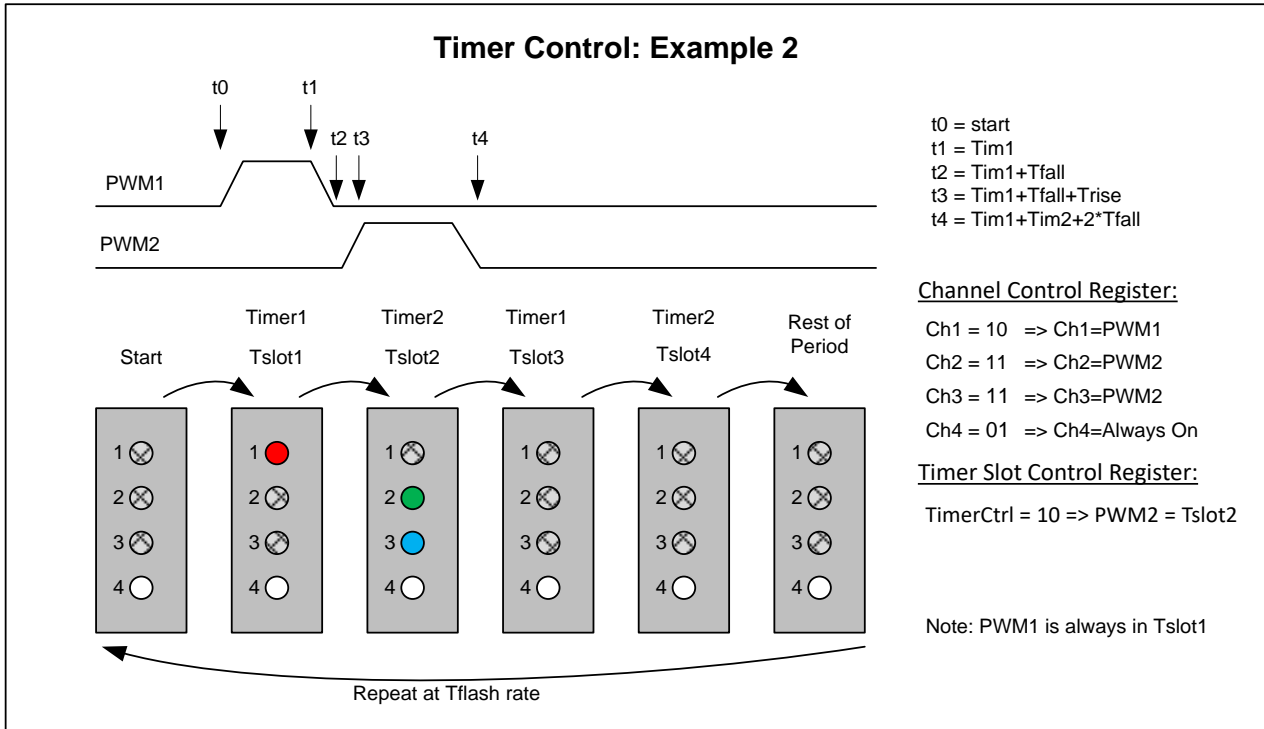 Timer Control: Example 2
t0
t1
t2 t3
t4
PWM1
PWM2
t0 = start
t1 = Tim1
t2 = Tim1+Tfall
t3 = Tim1+Tfall+Trise
t4 = Tim1+Tim2+2*Tfall
Start
Timer1
Tslot1
Timer2
Tslot2
Timer1
Tslot3
Timer2
Tslot4
Rest of
Period
1
2
3
4
1
2
3
4
1
2
3
4
1
2
3
4
1
2
3
4
1
2
3
4
Repeat at Tflash rate
Channel Control Register:
Ch1 = 10 => Ch1=PWM1
Ch2 = 11 => Ch2=PWM2
Ch3 = 11 => Ch3=PWM2
Ch4 = 01 => Ch4=Always On
Timer Slot Control Register:
TimerCtrl = 10 => PWM2 = Tslot2
Note: PWM1 is always in Tslot1